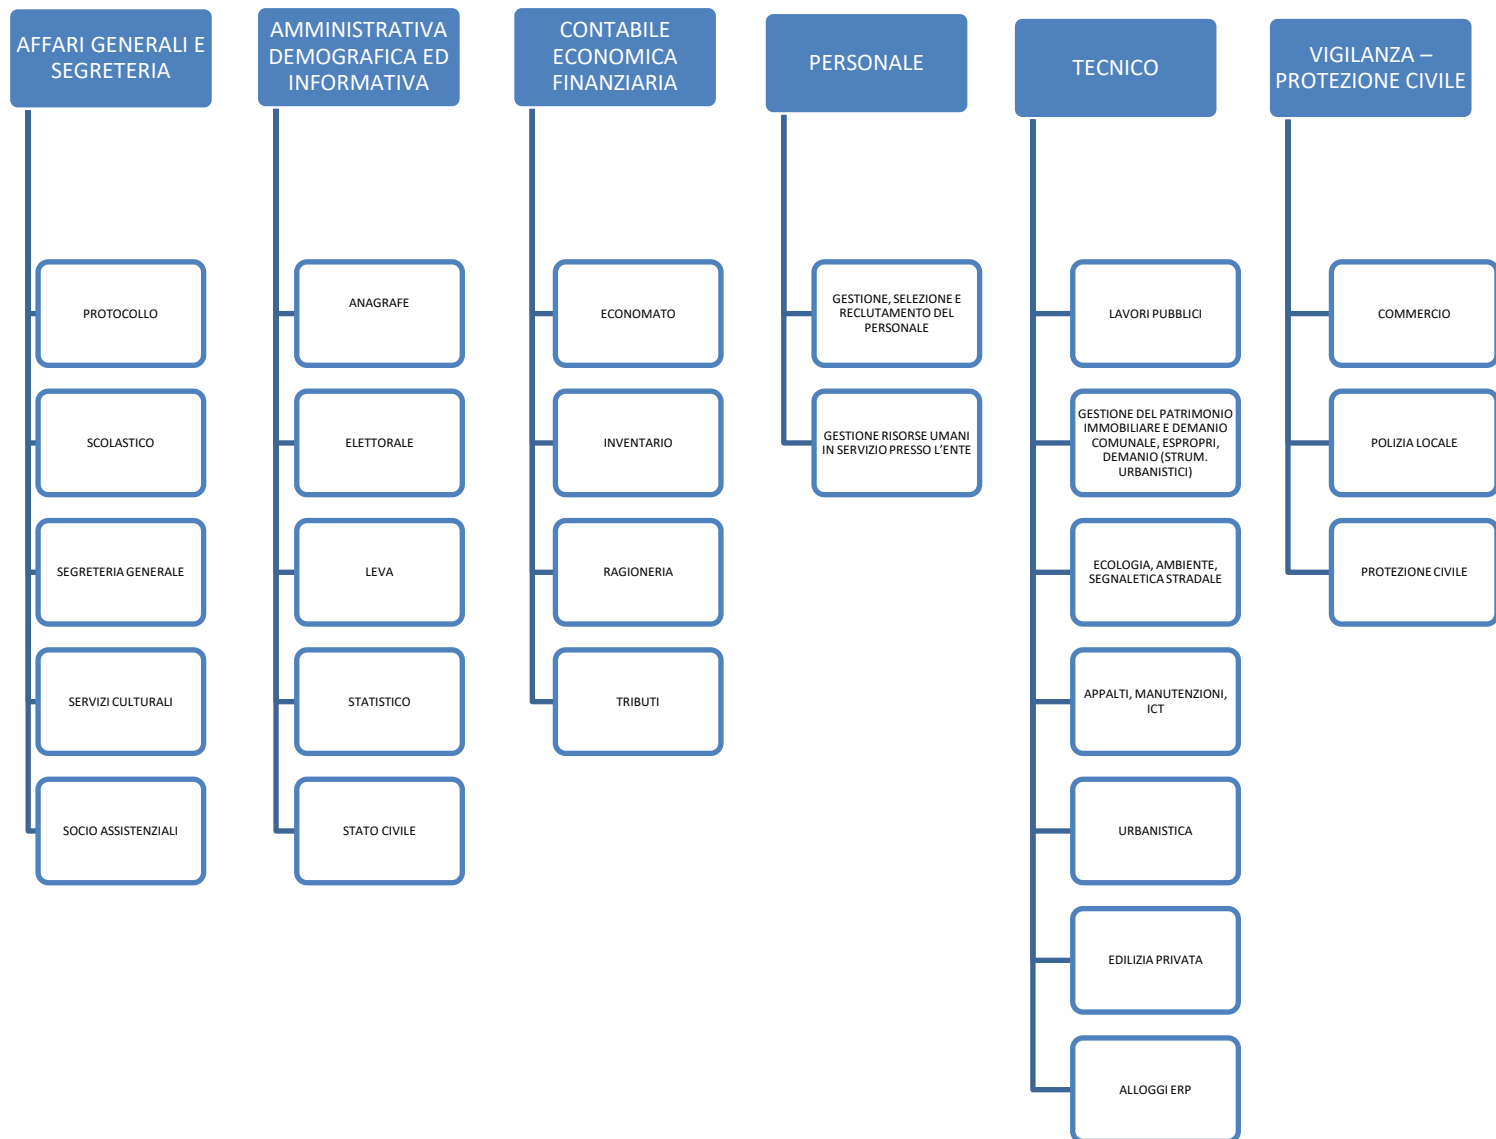 AFFARI GENERALI E
SEGRETERIA
PROTOCOLLO
SCOLASTICO
SEGRETERIA GENERALE
SERVIZI CULTURALI
SOCIO ASSISTENZIALI
AMMINISTRATIVA
DEMOGRAFICA ED
INFORMATIVA
ANAGRAFE
ELETTORALE
LEVA
STATISTICO
STATO CIVILE
CONTABILE
ECONOMICA
FINANZIARIA
ECONOMATO
INVENTARIO
RAGIONERIA
TRIBUTI
PERSONALE
GESTIONE, SELEZIONE E
RECLUTAMENTO DEL
PERSONALE
GESTIONE RISORSE UMANI
IN SERVIZIO PRESSO L'ENTE
TECNICO
LAVORI PUBBLICI
GESTIONE DEL PATRIMONIO
IMMOBILIARE E DEMANIO
COMUNALE, ESPROPRI,
DEMANIO (STRUM.
URBANISTICI)
ECOLOGIA, AMBIENTE,
SEGNALETICA STRADALE
APPALTI, MANUTENZIONI,
ICT
URBANISTICA
EDILIZIA PRIVATA
ALLOGGI ERP
VIGILANZA –
PROTEZIONE CIVILE
COMMERCIO
POLIZIA LOCALE
PROTEZIONE CIVILE